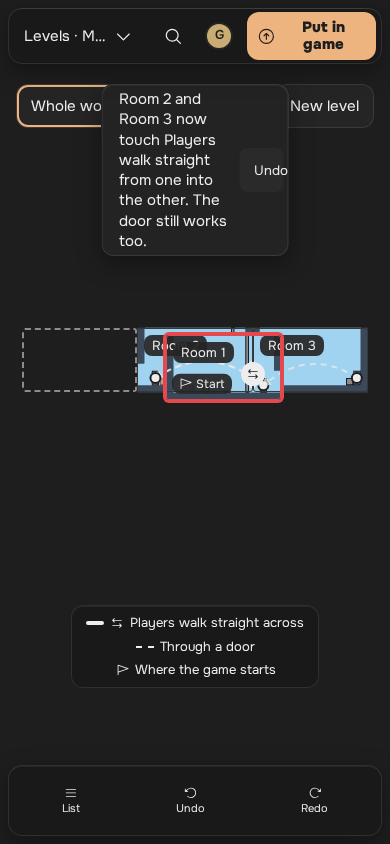 Levels · M...
G
Put in
game
Whole wo
New level
Room 2 and
Room 3 now
touch Players
walk straight
from one into
the other. The
door still works
too.
Undo
Room 1
Room 3
Start
Players walk straight across
Through a door
Where the game starts
List
Undo
Redo